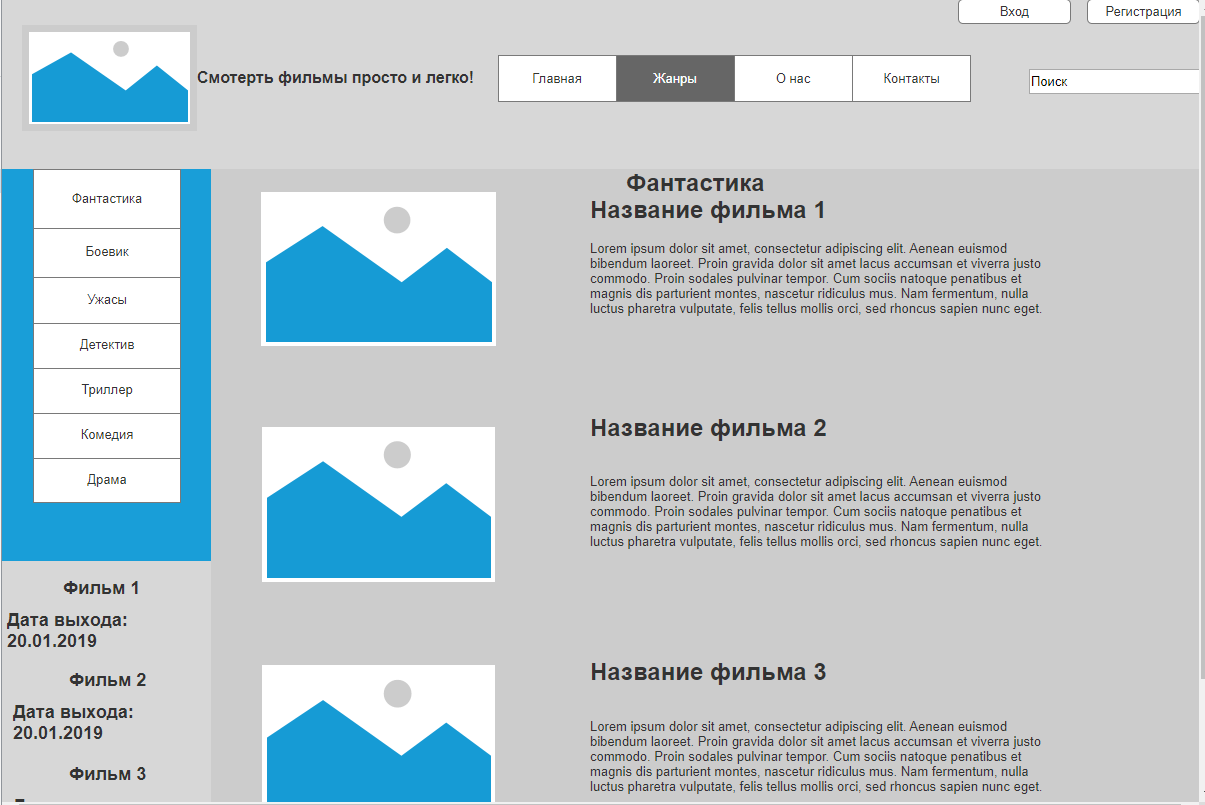 Вход
Регистрация
Смотерть фильмы просто и легко!
Главная
Жанры
О нас
Контакты
Поиск
Фантастика
Боевик
Ужасы
Детектив
Триллер
Комедия
Драма
Фильм 1
Дата выхода:
20.01.2019
Фильм 2
Дата выхода:
20.01.2019
Фильм 3
Фантастика
Название фильма 1
Lorem ipsum dolor sit amet, consectetur adipiscing elit. Aenean euismod
bibendum laoreet. Proin gravida dolor sit amet lacus accumsan et viverra justo
commodo. Proin sodales pulvinar tempor. Cum sociis natoque penatibus et
magnis dis parturient montes, nascetur ridiculus mus. Nam fermentum, nulla
luctus pharetra vulputate, felis tellus mollis orci, sed rhoncus sapien nunc eget.
Название фильма 2
Lorem ipsum dolor sit amet, consectetur adipiscing elit. Aenean euismod
bibendum laoreet. Proin gravida dolor sit amet lacus accumsan et viverra justo
commodo. Proin sodales pulvinar tempor. Cum sociis natoque penatibus et
magnis dis parturient montes, nascetur ridiculus mus. Nam fermentum, nulla
luctus pharetra vulputate, felis tellus mollis orci, sed rhoncus sapien nunc eget.
Название фильма 3
Lorem ipsum dolor sit amet, consectetur adipiscing elit. Aenean euismod
bibendum laoreet. Proin gravida dolor sit amet lacus accumsan et viverra justo
commodo. Proin sodales pulvinar tempor. Cum sociis natoque penatibus et
magnis dis parturient montes, nascetur ridiculus mus. Nam fermentum, nulla
luctus pharetra vulputate, felis tellus mollis orci, sed rhoncus sapien nunc eget.